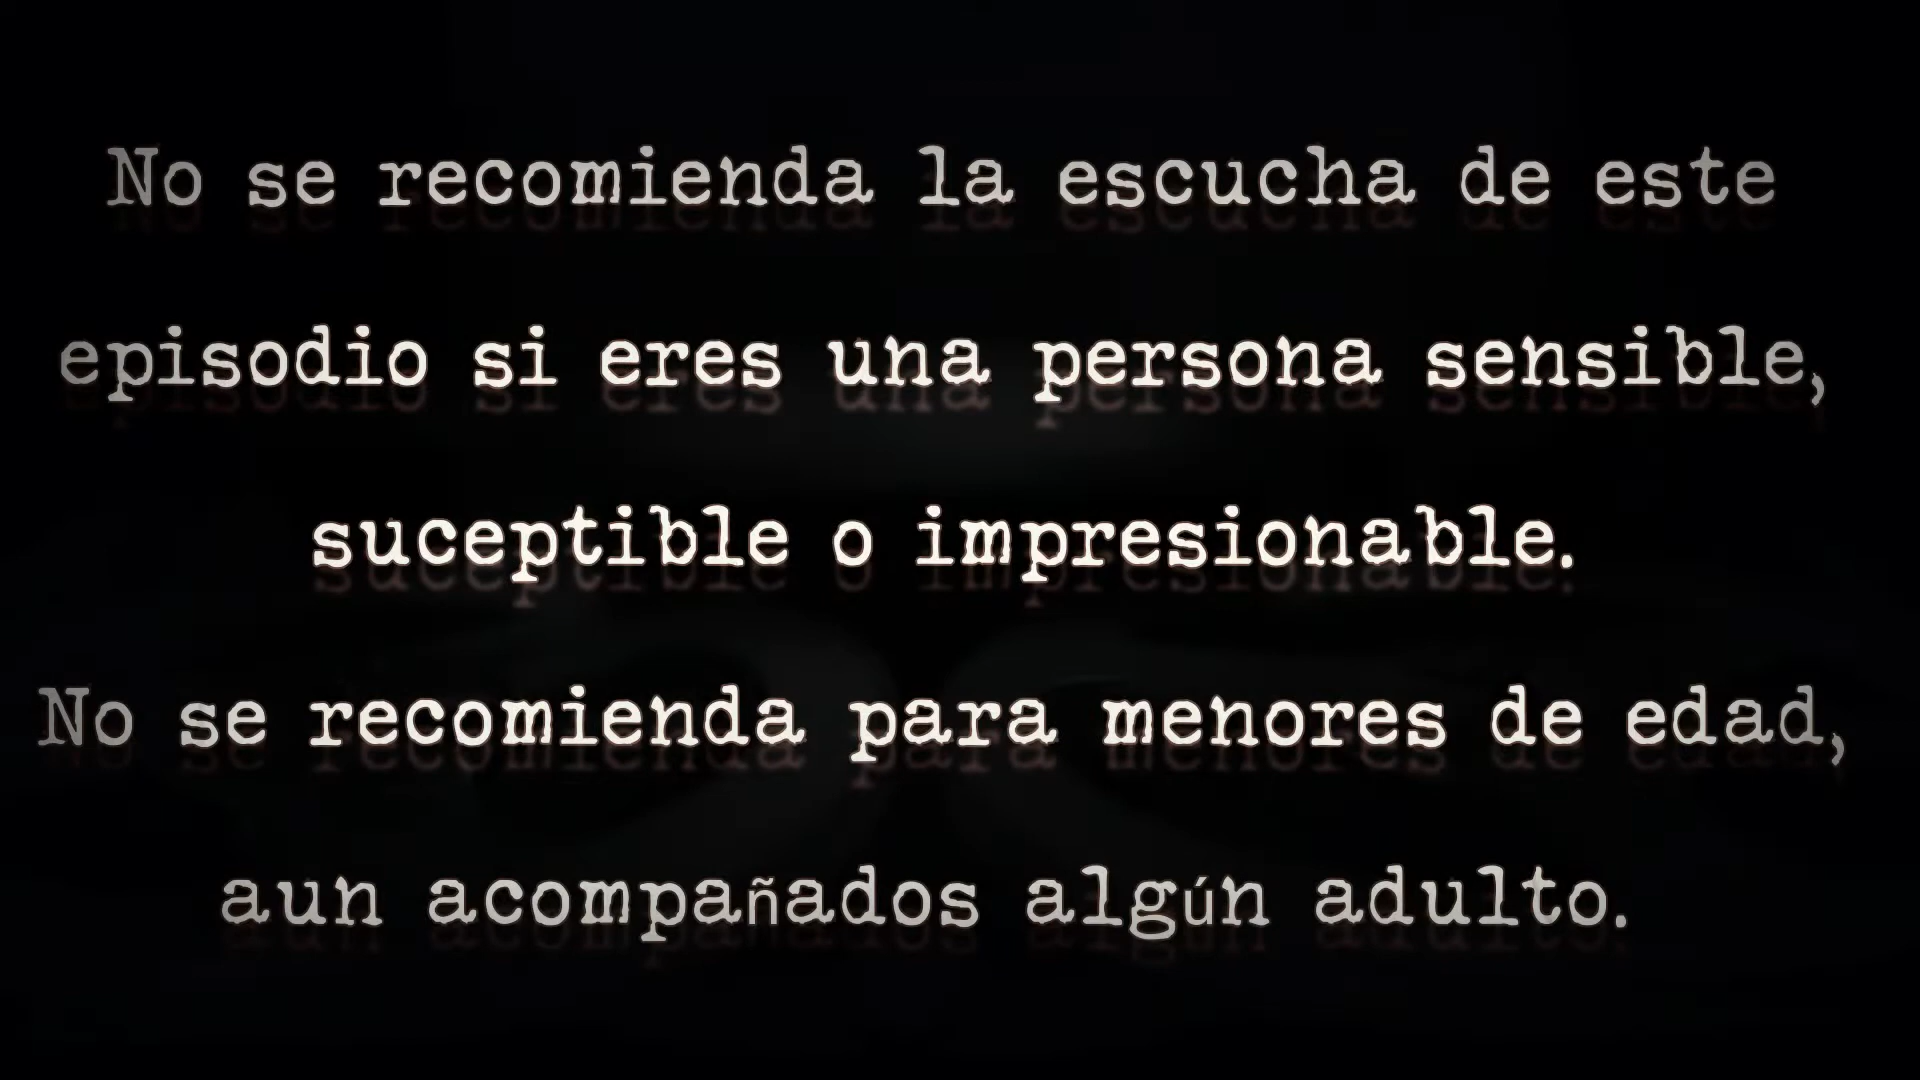 No se recomienda la escucha de este
episodio si eres una persona sensible,
suceptible o impresionable.
No se recomienda para menores de edad,
aun acompañados algún adulto.